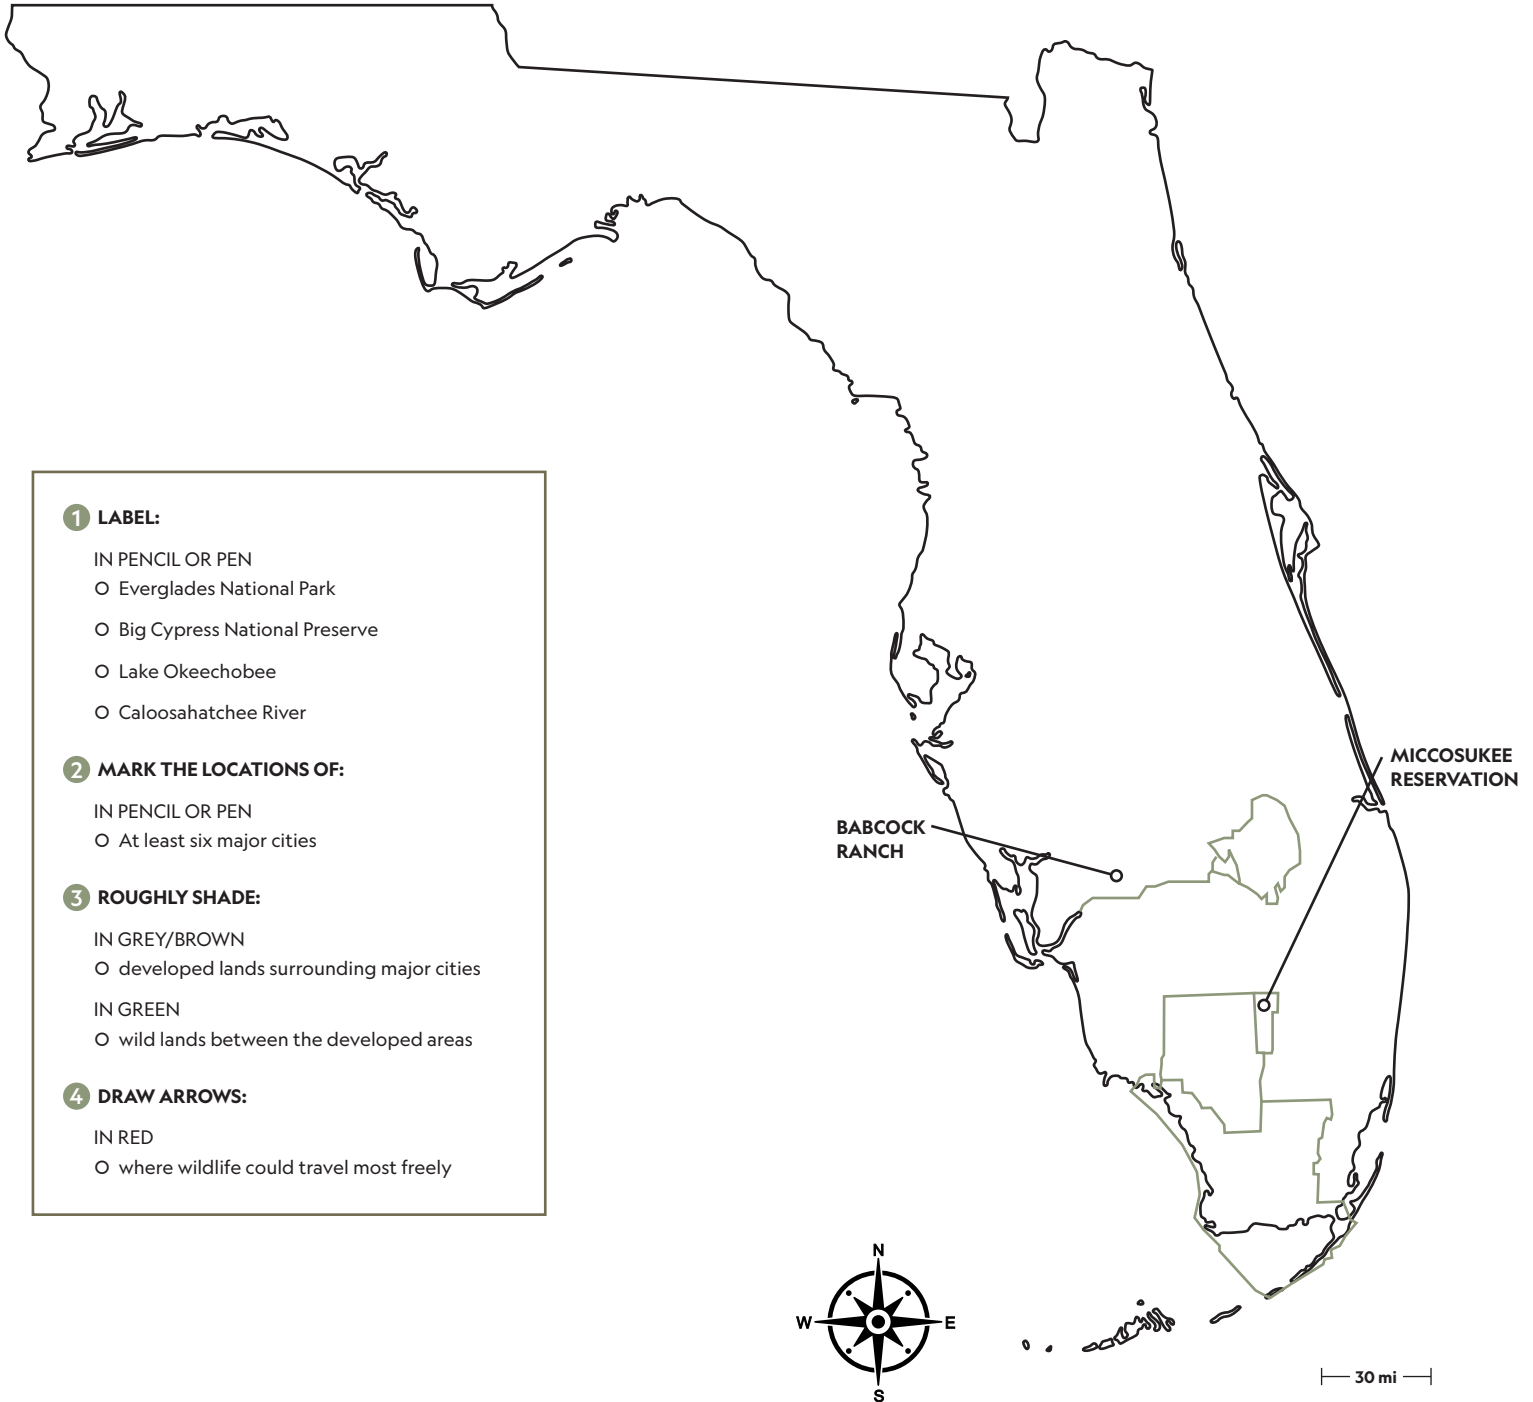 1 LABEL:
IN PENCIL OR PEN
Everglades National Park
Big Cypress National Preserve
Lake Okeechobee
Caloosahatchee River
2 MARK THE LOCATIONS OF:
IN PENCIL OR PEN
At least six major cities
3 ROUGHLY SHADE:
IN GREY/BROWN
developed lands surrounding major cities
IN GREEN
wild lands between the developed areas
4 DRAW ARROWS:
IN RED
where wildlife could travel most freely
MICCOSUKEE
RESERVATION
BABCOCK
RANCH
N
W
E
S
30 mi